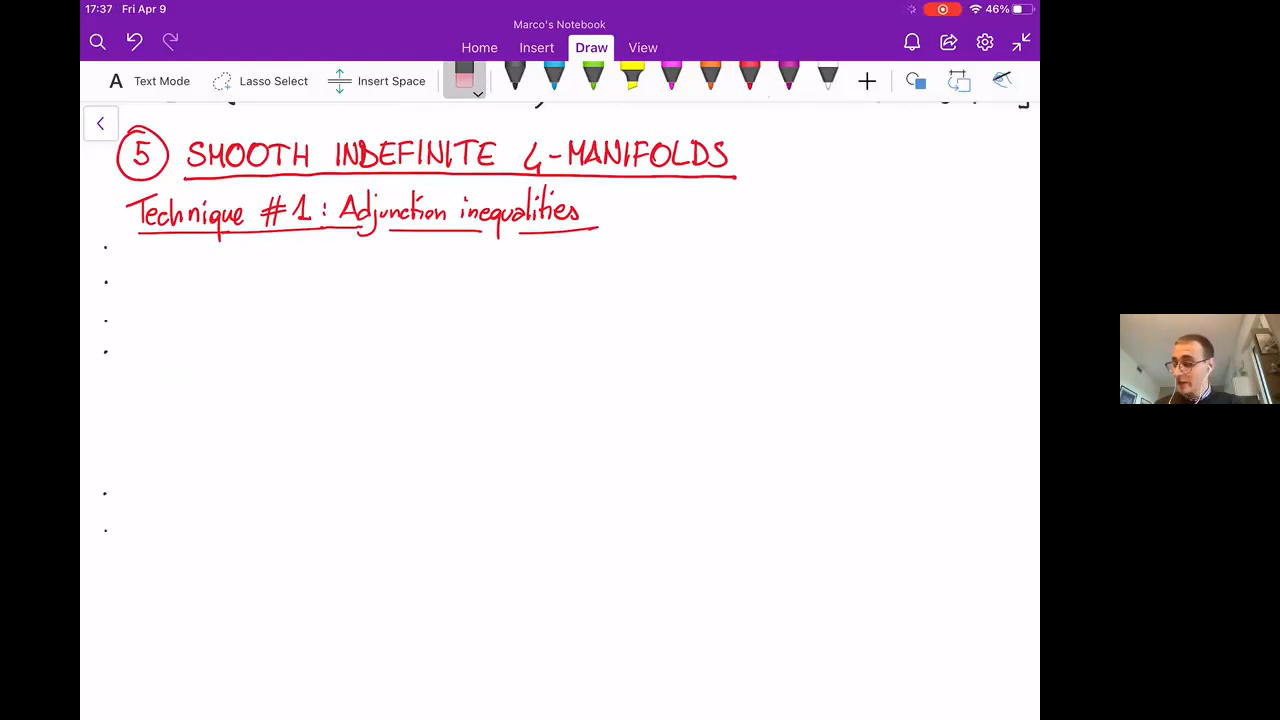 17:37 Fri Apr 9
46%
Marco's Notebook
Home Insert Draw View
A Text Mode Lasso Select Insert Space
5 SMOOTH INDEFINITE 4-MANIFOLDS
Technique #1: Adjunction inequalities